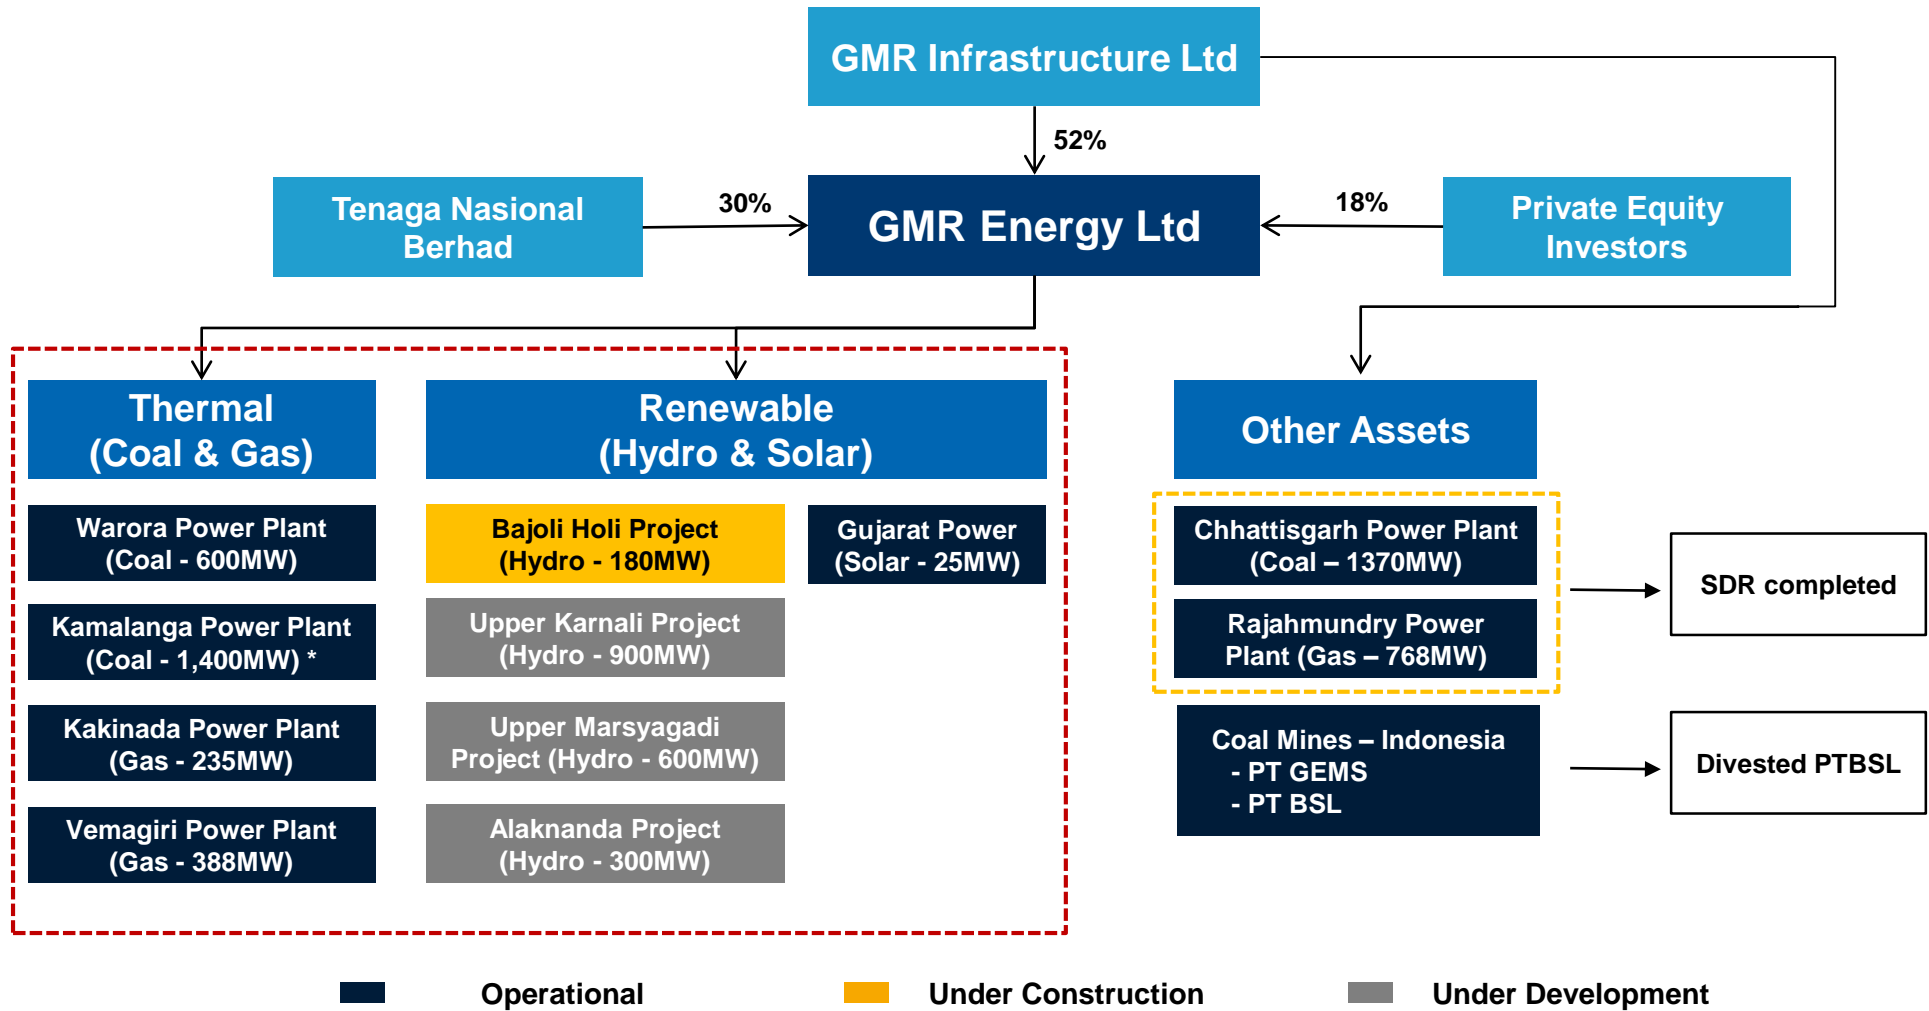 GMR Infrastructure Ltd
52%
Tenaga Nasional
Berhad
30%
GMR Energy Ltd
18%
Private Equity
Investors
Thermal
(Coal & Gas)
Renewable
(Hydro & Solar)
Other Assets
Warora Power Plant
(Coal - 600MW)
Kamalanga Power Plant
(Coal - 1,400MW) *
Kakinada Power Plant
(Gas - 235MW)
Vemagiri Power Plant
(Gas - 388MW)
Bajoli Holi Project
(Hydro - 180MW)
Upper Karnali Project
(Hydro - 900MW)
Upper Marsyagadi
Project (Hydro - 600MW)
Alaknanda Project
(Hydro - 300MW)
Gujarat Power
(Solar - 25MW)
Chhattisgarh Power Plant
(Coal – 1370MW)
Rajahmundry Power
Plant (Gas – 768MW)
SDR completed
Coal Mines – Indonesia
- PT GEMS
- PT BSL
Divested PTBSL
Operational
Under Construction
Under Development